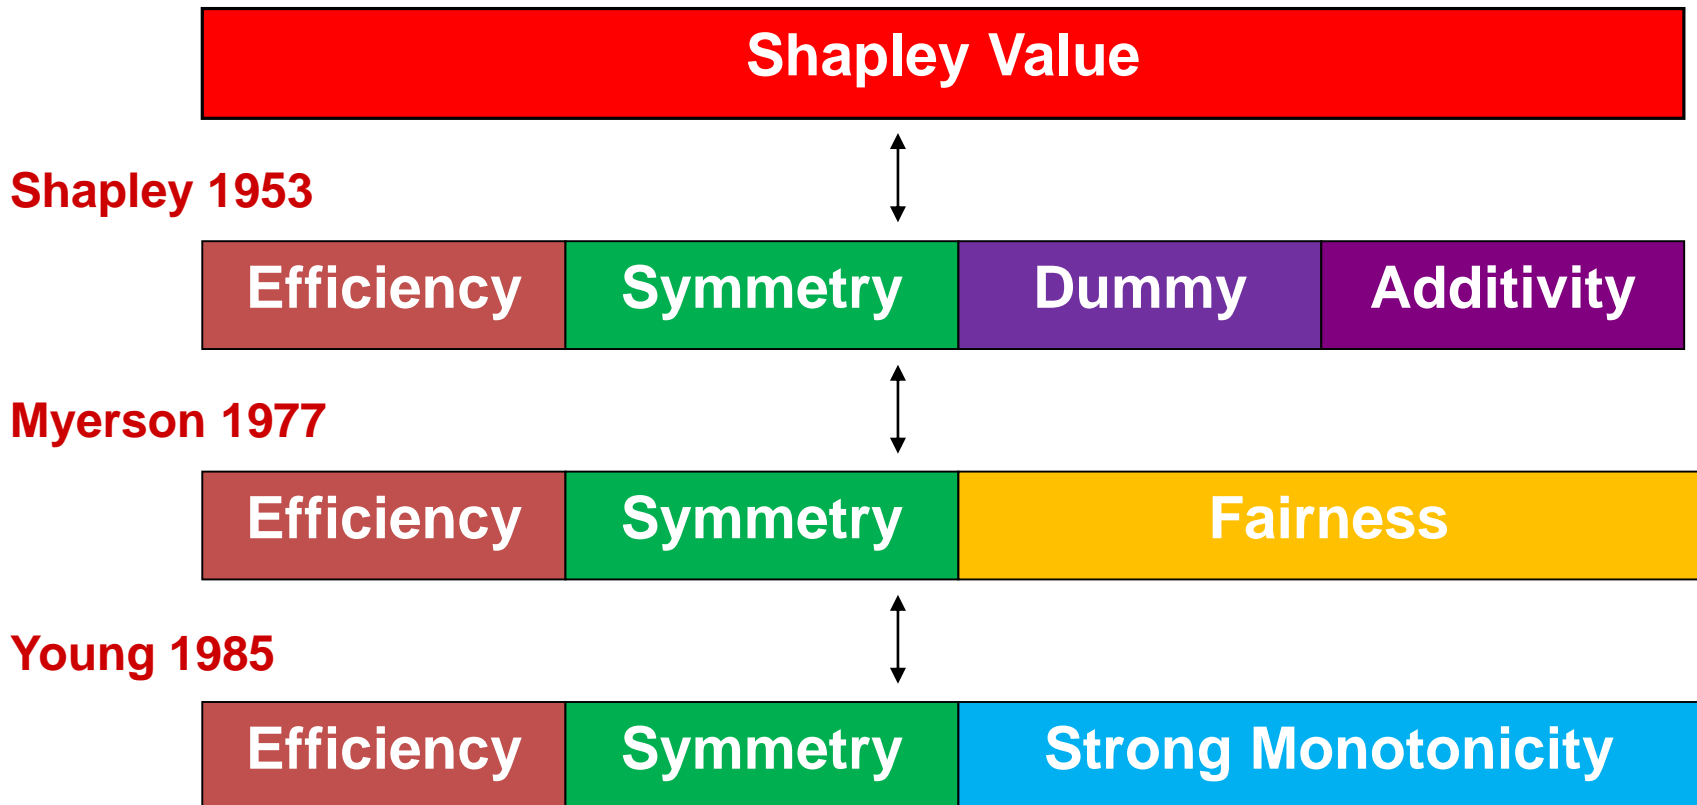 Shapley Value
Shapley 1953
Efficiency Symmetry Dummy Additivity
Myerson 1977
Efficiency Symmetry Fairness
Young 1985
Efficiency Symmetry Strong Monotonicity